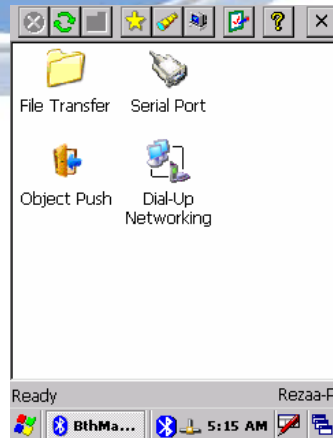 File Transfer Serial Port
Object Push Dial-Up
Networking
Ready Rezaa-P
BthMa... 5:15 AM